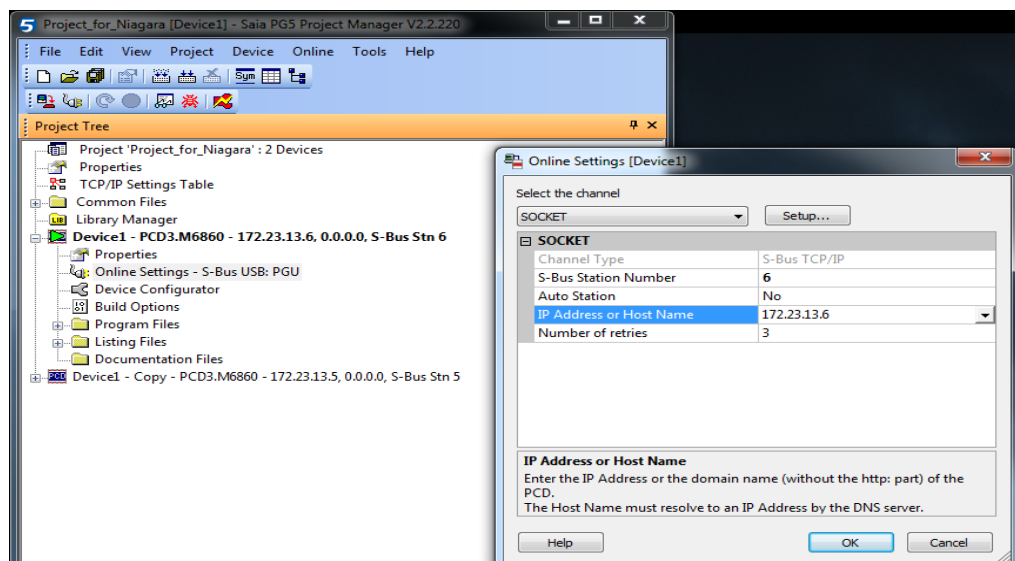 Project_for_Niagara [Device1] - Saia PG5 Project Manager V2.2.220
File Edit View Project Device Online Tools Help
Sym
Project Tree
Project 'Project_for_Niagara' : 2 Devices
Properties
TCP/IP Settings Table
Common Files
Library Manager
Device1 - PCD3.M6860 - 172.23.13.6, 0.0.0.0, S-Bus Stn 6
Properties
Online Settings - S-Bus USB: PGU
Device Configurator
Build Options
Program Files
Listing Files
Documentation Files
Device1 - Copy - PCD3.M6860 - 172.23.13.5, 0.0.0.0, S-Bus Stn 5
Online Settings [Device1]
Select the channel
SOCKET Setup...
SOCKET
Channel Type S-Bus TCP/IP
S-Bus Station Number 6
Auto Station No
IP Address or Host Name 172.23.13.6
Number of retries 3
IP Address or Host Name
Enter the IP Address or the domain name (without the http: part) of the
PCD.
The Host Name must resolve to an IP Address by the DNS server.
Help OK Cancel